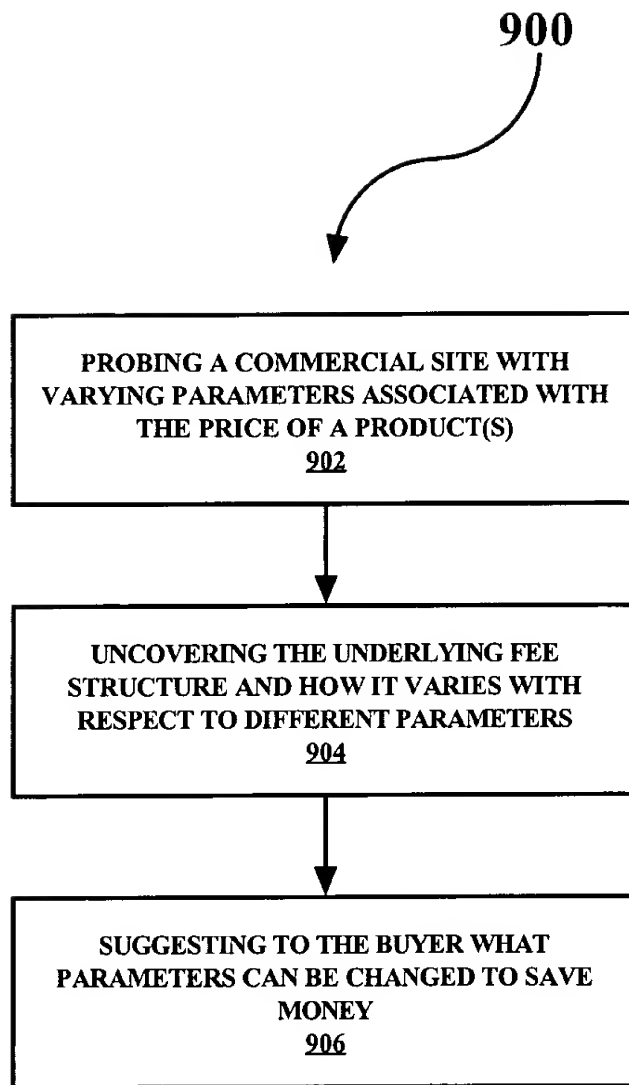 900
PROBING A COMMERCIAL SITE WITH
VARYING PARAMETERS ASSOCIATED WITH
THE PRICE OF A PRODUCT(S)
902
UNCOVERING THE UNDERLYING FEE
STRUCTURE AND HOW IT VARIES WITH
RESPECT TO DIFFERENT PARAMETERS
904
SUGGESTING TO THE BUYER WHAT
PARAMETERS CAN BE CHANGED TO SAVE
MONEY
906